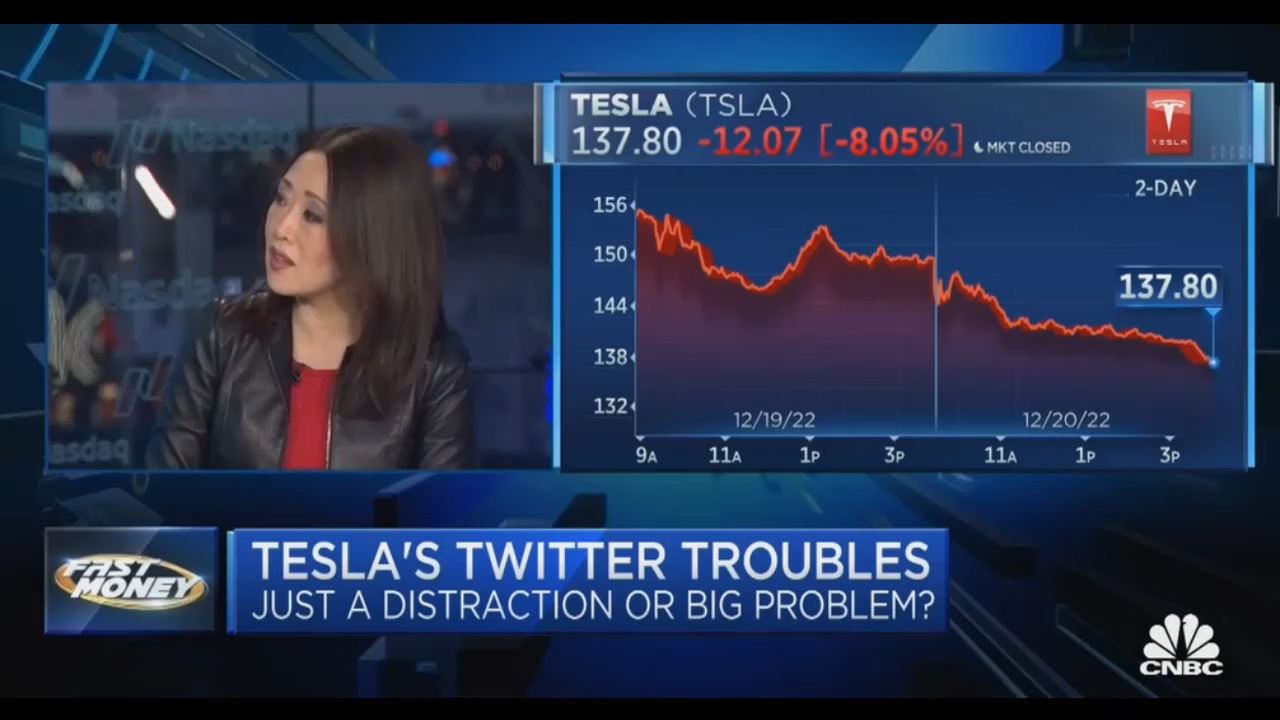 Nasdaq
Nasdaq
TESLA (TSLA)
137.80 -12.07 [-8.05%] MKT CLOSED
TESLA
2-DAY
156
150
144
138
132
137.80
12/19/22
12/20/22
9A 11A 1P 3P 11A 1P 3P
FAST
MONEY
TESLA'S TWITTER TROUBLES
JUST A DISTRACTION OR BIG PROBLEM?
CNBC